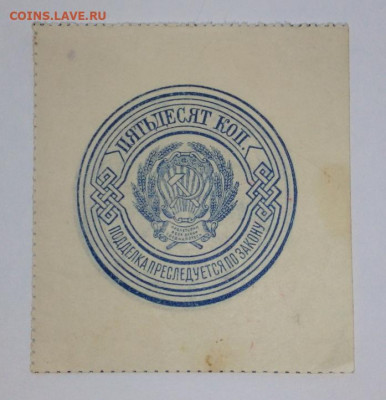 COINS.LAVE.RU
ПЯТЬДЕСЯТ КОП.
ПОДДЕЛКА ПРЕСЛЕДУЕТСЯ ПО ЗАКОНУ